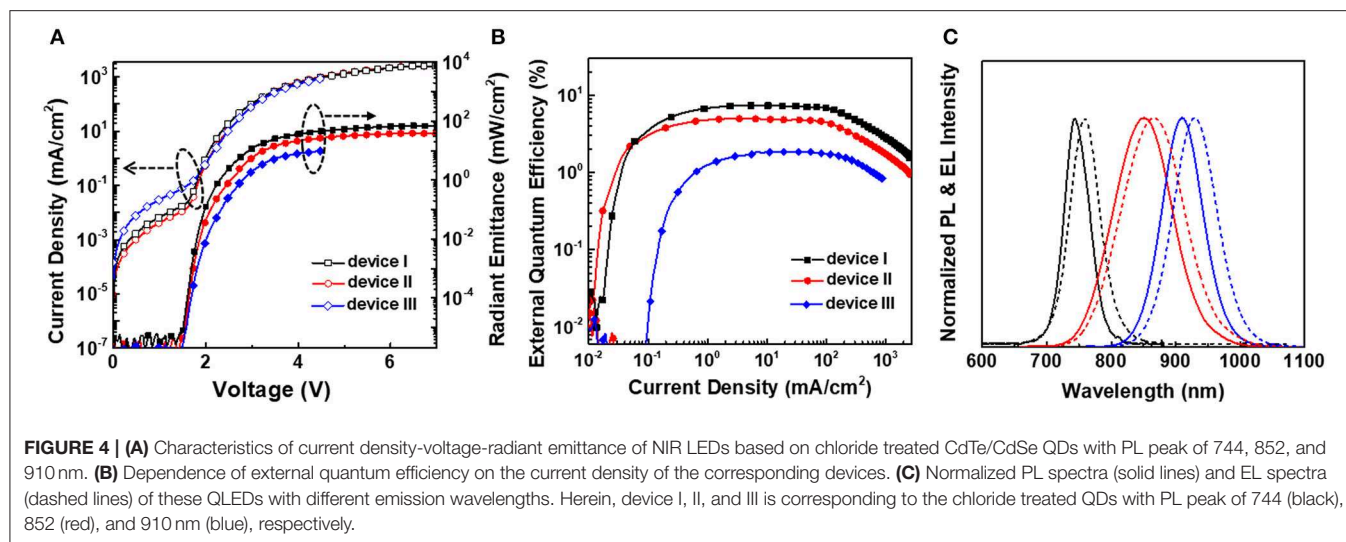 A
Current Density (mA/cm²)
10³
10¹
10⁻¹
10⁻³
10⁻⁵
10⁻⁷
0
2
4
6
Voltage (V)
10⁴
10²
10⁰
10⁻²
10⁻⁴
Radiant Emittance (mW/cm²)
device I
device II
device III
B
External Quantum Efficiency (%)
10¹
10⁰
10⁻¹
10⁻²
10⁻²
10⁻¹
10⁰
10¹
10²
10³
Current Density (mA/cm²)
device I
device II
device III
C
Normalized PL & EL Intensity
600
700
800
900
1000
1100
Wavelength (nm)
FIGURE 4 | (A) Characteristics of current density-voltage-radiant emittance of NIR LEDs based on chloride treated CdTe/CdSe QDs with PL peak of 744, 852, and
910 nm. (B) Dependence of external quantum efficiency on the current density of the corresponding devices. (C) Normalized PL spectra (solid lines) and EL spectra
(dashed lines) of these QLEDs with different emission wavelengths. Herein, device I, II, and III is corresponding to the chloride treated QDs with PL peak of 744 (black),
852 (red), and 910 nm (blue), respectively.